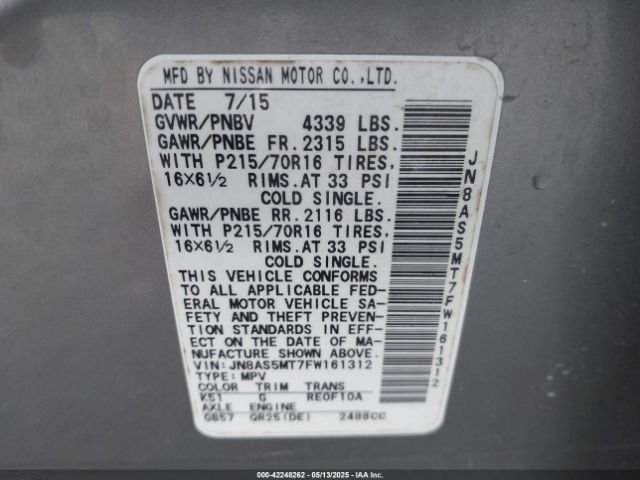 MFD BY NISSAN MOTOR CO.,LTD.
DATE 7/15
GVWR/PNBV 4339 LBS.
GAWR/PNBE FR. 2315 LBS.
WITH P215/70R16 TIRES.
16X6½ RIMS. AT 33 PSI
COLD SINGLE.
GAWR/PNBE RR. 2116 LBS.
WITH P215/70R16 TIRES.
16X6½ RIMS. AT 33 PSI
COLD SINGLE.
THIS VEHICLE CONFORMS
TO ALL APPLICABLE FED-
ERAL MOTOR VEHICLE SA-
FETY AND THEFT PREVENTION
STANDARDS IN EFF-
ECT ON THE DATE OF MA-
NUFACTURE SHOWN ABOVE.
VIN: JN8AS5MT7FW161312
TYPE: MPV
COLOR TRIM TRANS
K51 G RE0F10A
AXLE ENGINE
GB57 QR25(DE) 2488CC
JN8AS5MT7FW161312
000-42248262 - 05/13/2025 - COPYRIGHT © IAA, LLC.